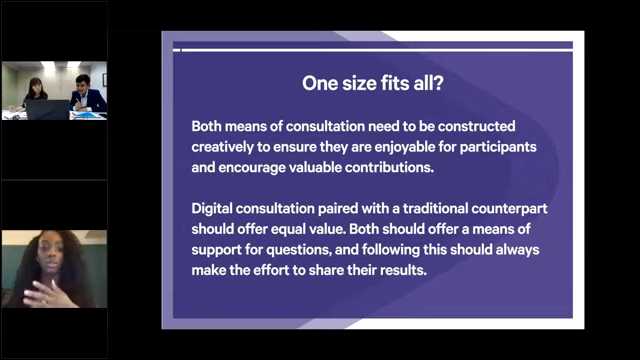 One size fits all?
Both means of consultation need to be constructed
creatively to ensure they are enjoyable for participants
and encourage valuable contributions.
Digital consultation paired with a traditional counterpart
should offer equal value. Both should offer a means of
support for questions, and following this should always
make the effort to share their results.